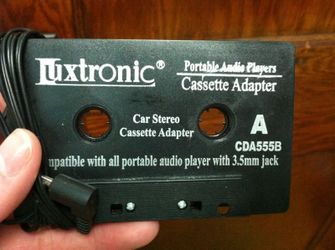 Luxtronic®
Portable Audio Players
Cassette Adapter
Car Stereo
Cassette Adapter
A
CDA555B
mpatible with all portable audio player with 3.5mm jack